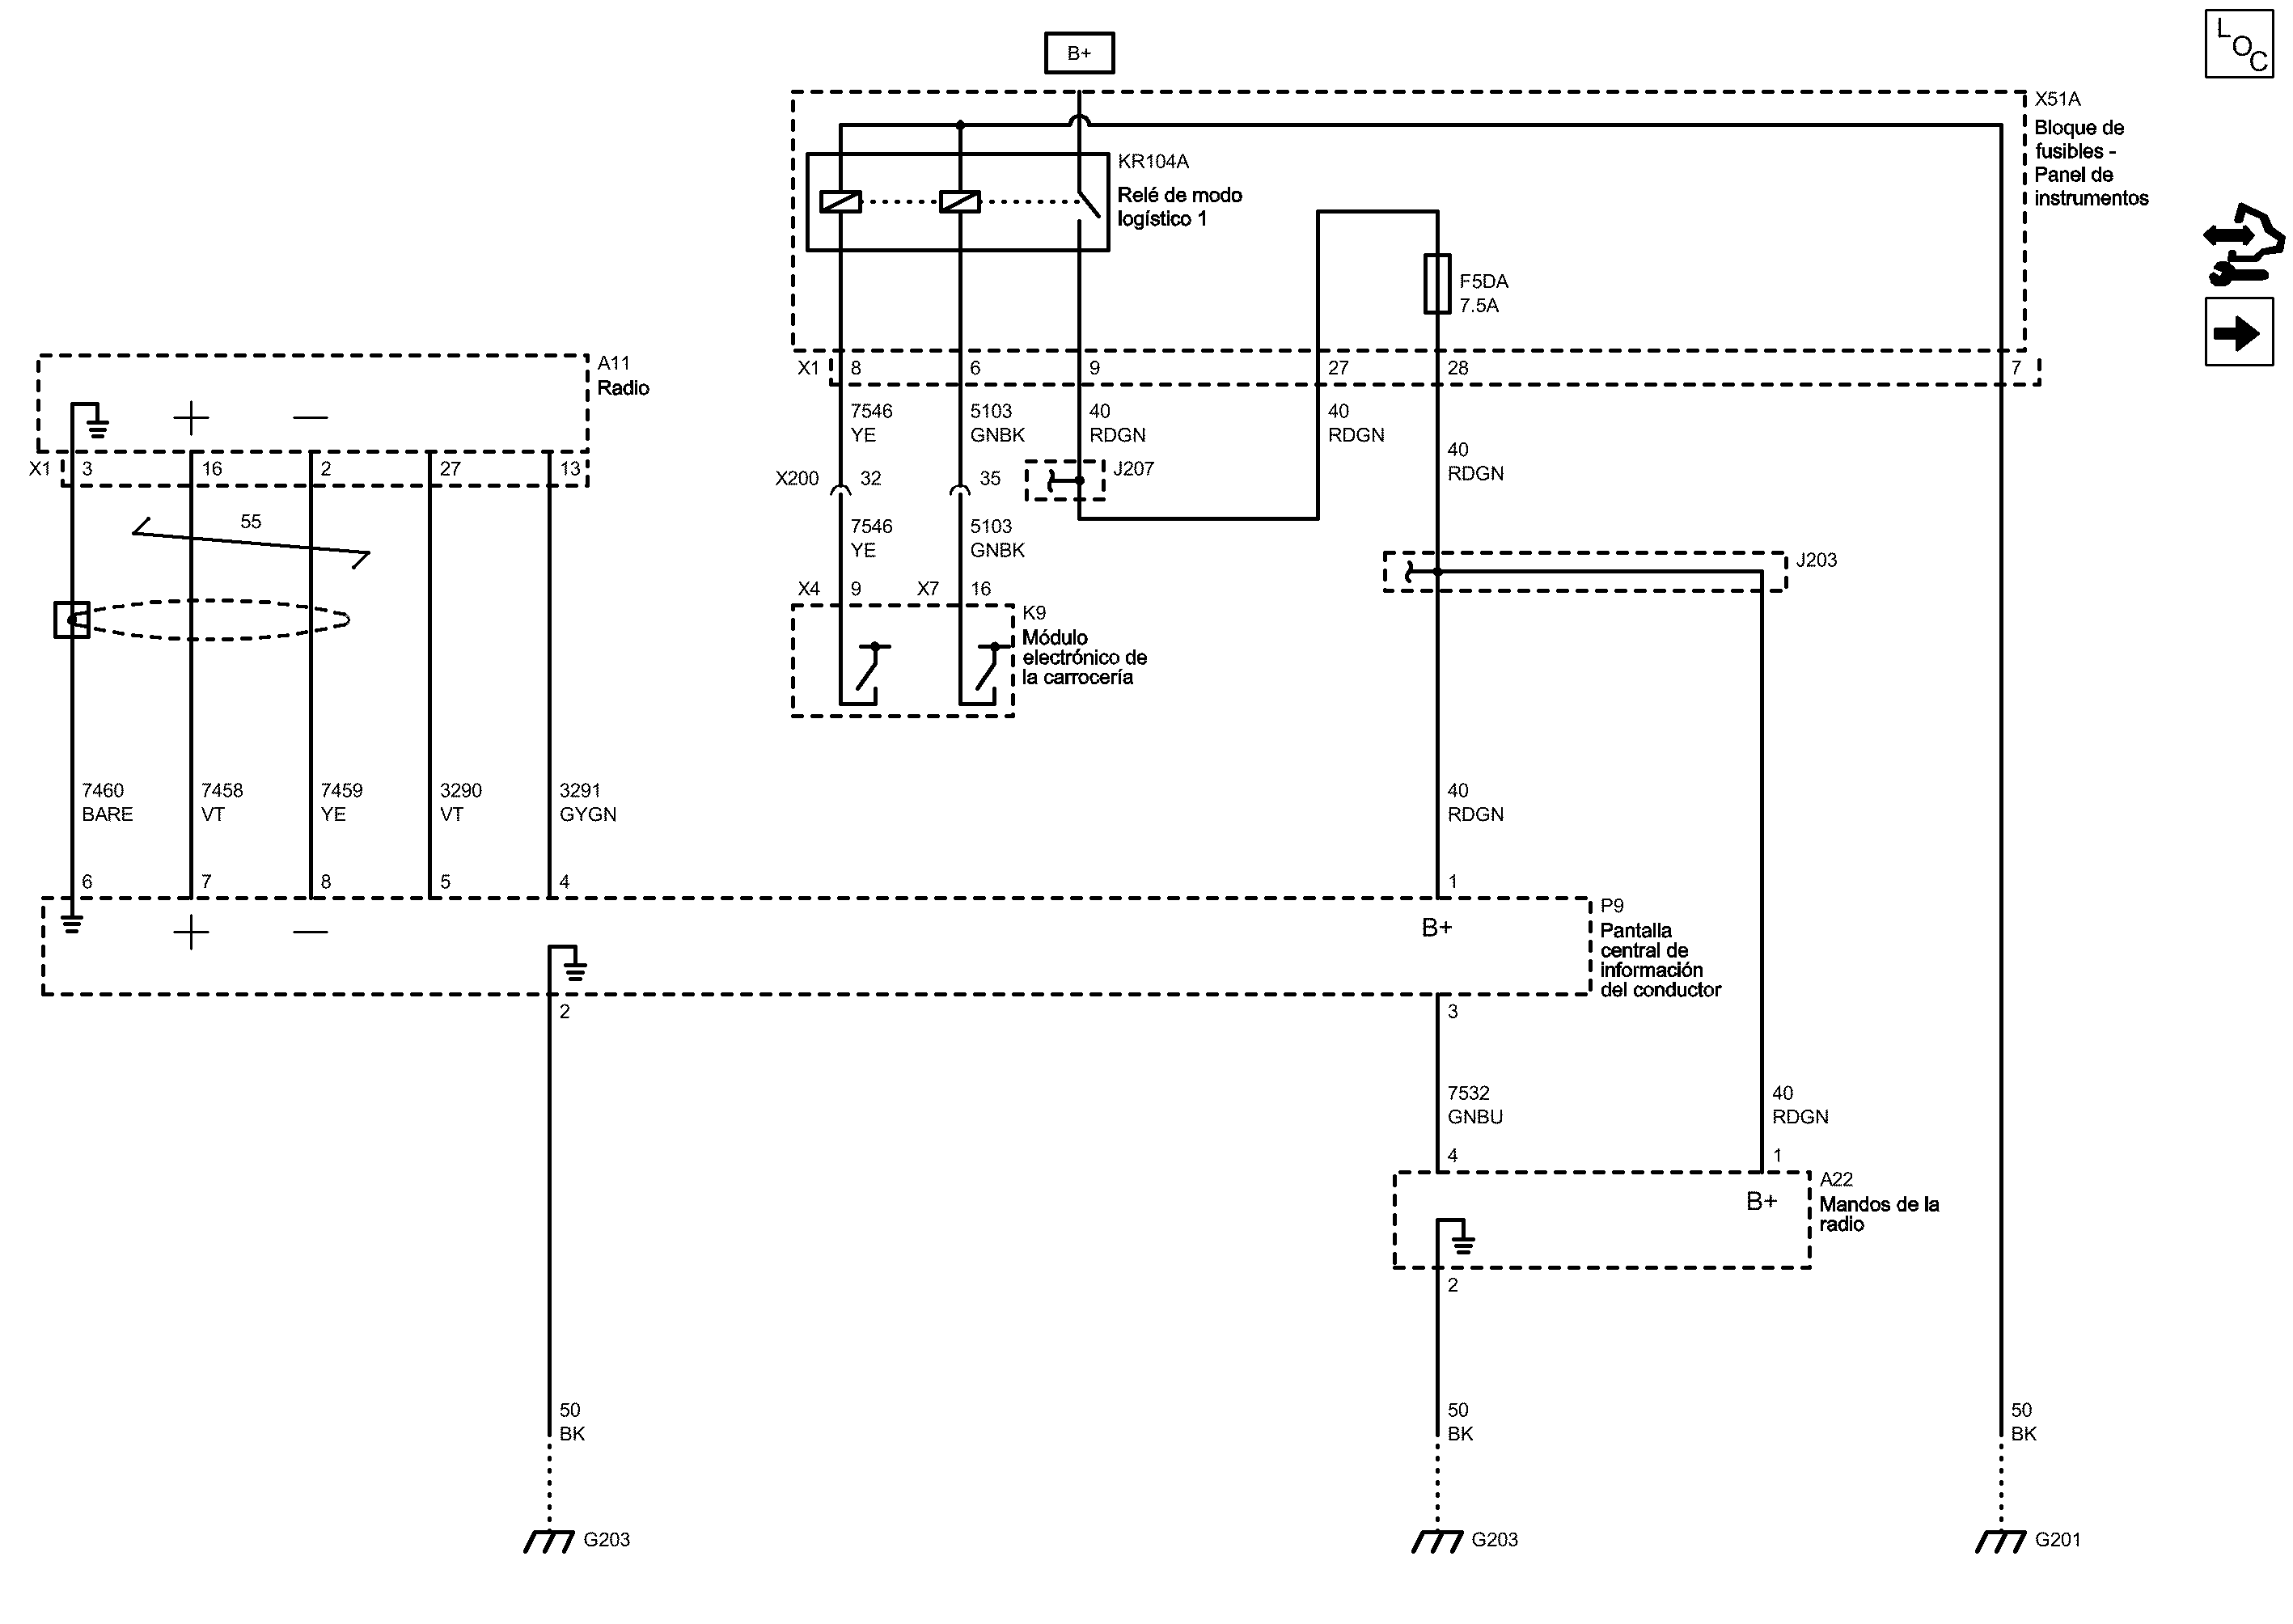 LOC
B+
X51A
Bloque de
fusibles -
Panel de
instrumentos
KR104A
Relé de modo
logístico 1
F5DA
7.5A
X1 8 6 9 27 28 7
A11
Radio
X1 3 16 2 27 13
7546
YE
5103
GNBK
40
RDGN
40
RDGN
40
RDGN
J207
X200 32 35
55
7546
YE
5103
GNBK
J203
X4 9 X7 16
K9
Módulo
electrónico de
la carrocería
7460
BARE
7458
VT
7459
YE
3290
VT
3291
GYGN
40
RDGN
6 7 8 5 4 1
B+
P9
Pantalla
central de
información
del conductor
2 3
7532
GNBU
40
RDGN
4 1
B+
A22
Mandos de la
radio
2
50
BK
50
BK
50
BK
G203
G203
G201